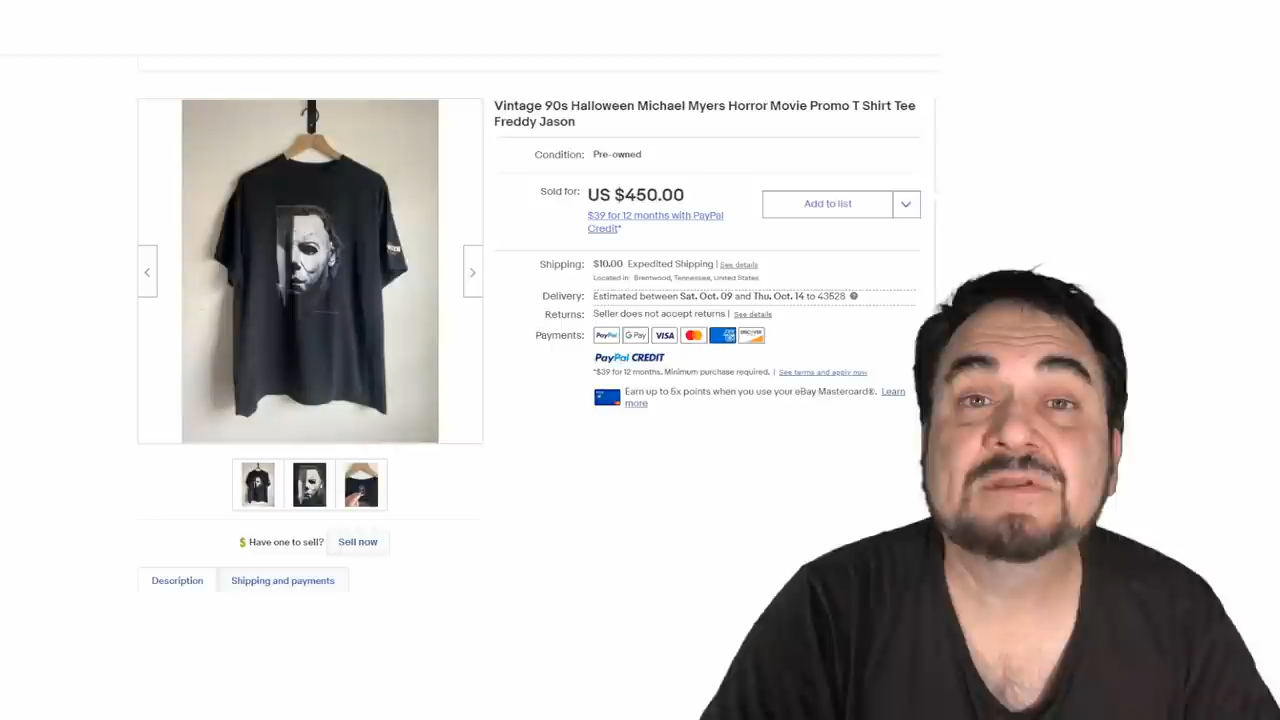 Vintage 90s Halloween Michael Myers Horror Movie Promo T Shirt Tee
Freddy Jason
Condition: Pre-owned
Sold for: US $450.00
Add to list
$39 for 12 months with PayPal
Credit*
Shipping: $10.00 Expedited Shipping | See details
Located in: Brentwood, Tennessee, United States
Delivery: Estimated between Sat. Oct. 09 and Thu. Oct. 14 to 43528
Returns: Seller does not accept returns | See details
Payments: PayPal G Pay VISA DISCOVER
PayPal CREDIT
*$39 for 12 months. Minimum purchase required. | See terms and apply now
Earn up to 5x points when you use your eBay Mastercard®. Learn
more
$ Have one to sell? Sell now
Description Shipping and payments